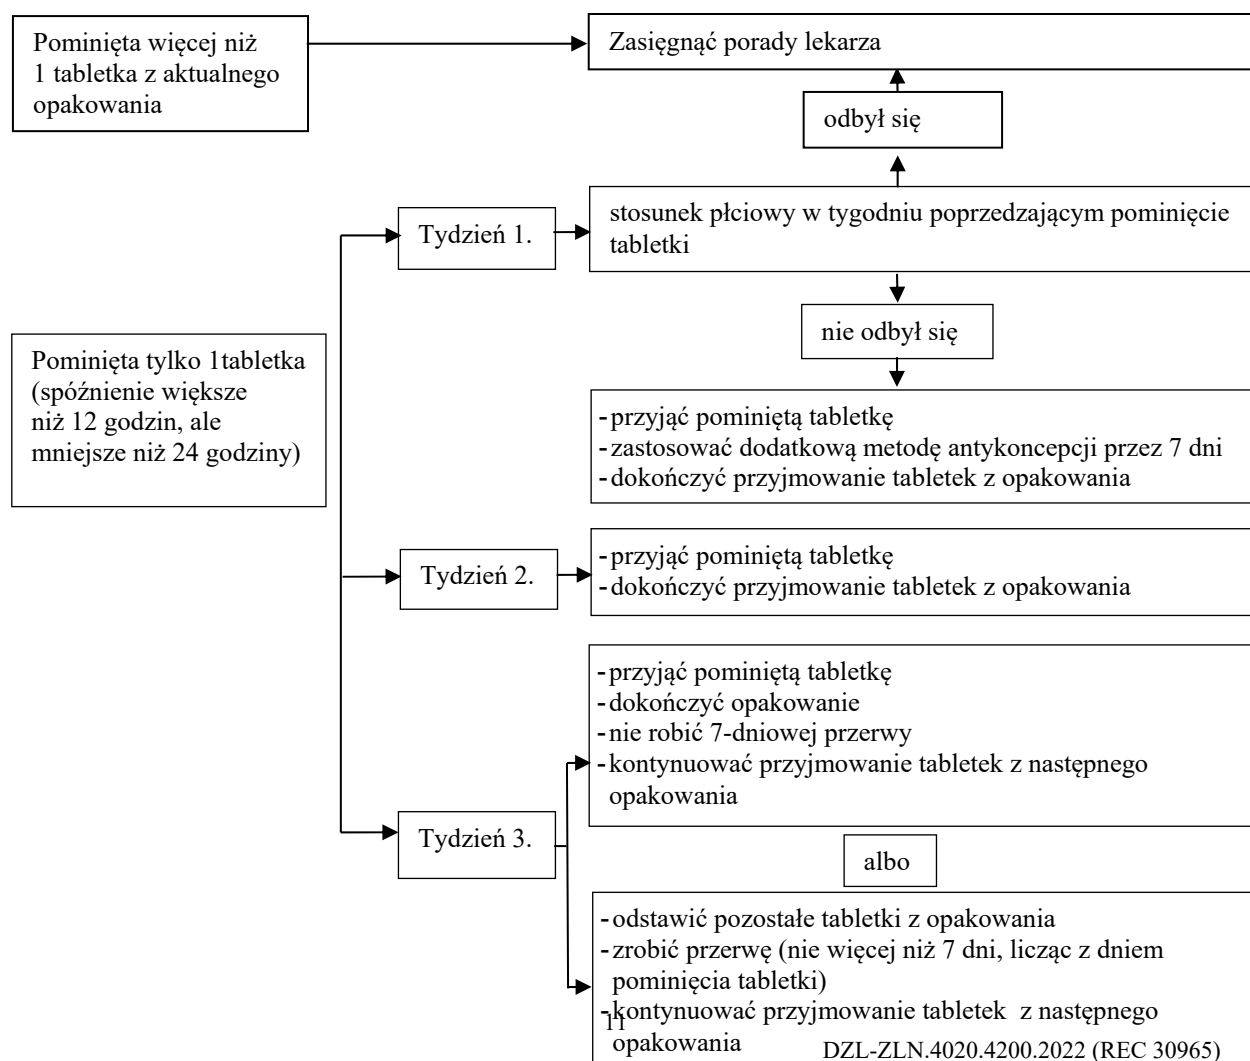 Pominięta więcej niż
1 tabletka z aktualnego
opakowania
Zasięgnąć porady lekarza
odbył się
stosunek płciowy w tygodniu poprzedzającym pominięcie
tabletki
Tydzień 1.
nie odbył się
Pominięta tylko 1tabletka
(spóźnienie większe
niż 12 godzin, ale
mniejsze niż 24 godziny)
-przyjąć pominiętą tabletkę
-zastosować dodatkową metodę antykoncepcji przez 7 dni
-dokończyć przyjmowanie tabletek z opakowania
Tydzień 2.
-przyjąć pominiętą tabletkę
-dokończyć przyjmowanie tabletek z opakowania
-przyjąć pominiętą tabletkę
-dokończyć opakowanie
-nie robić 7-dniowej przerwy
-kontynuować przyjmowanie tabletek z następnego
opakowania
Tydzień 3.
albo
-odstawić pozostałe tabletki z opakowania
-zrobić przerwę (nie więcej niż 7 dni, licząc z dniem
pominięcia tabletki)
-kontynuować przyjmowanie tabletek z następnego
opakowania
11
DZL-ZLN.4020.4200.2022 (REC 30965)